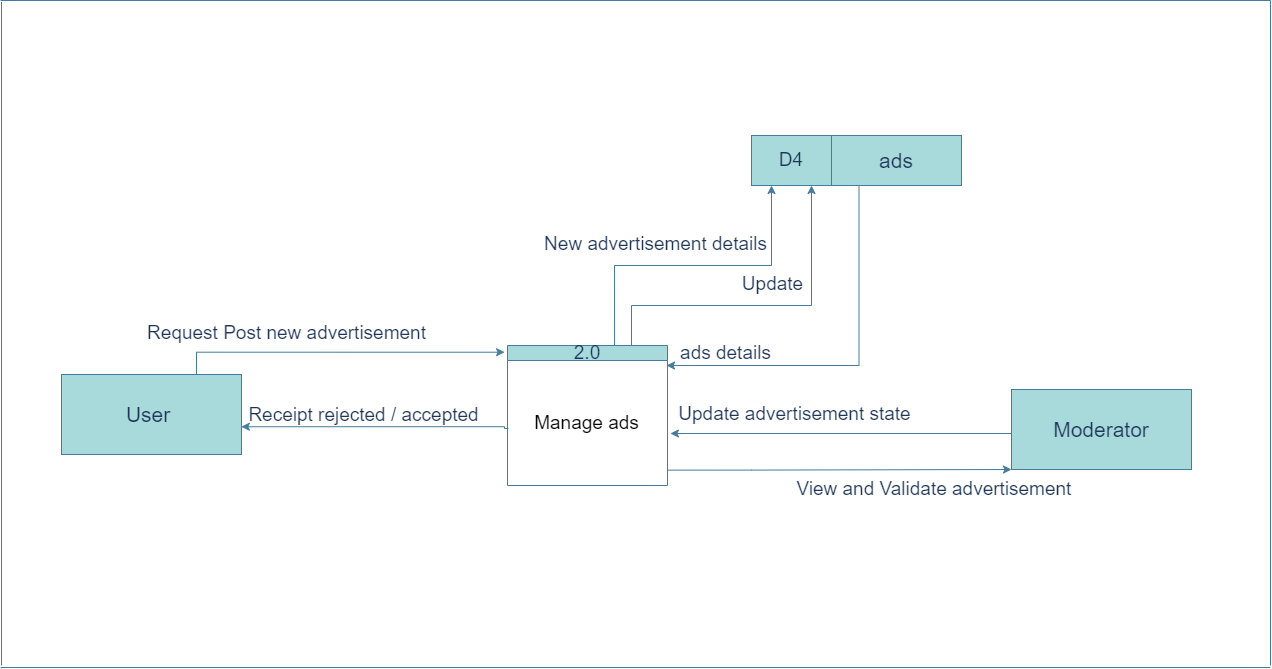 D4
ads
New advertisement details
Update
Request Post new advertisement
2.0
ads details
User
Receipt rejected / accepted
Manage ads
Update advertisement state
Moderator
View and Validate advertisement